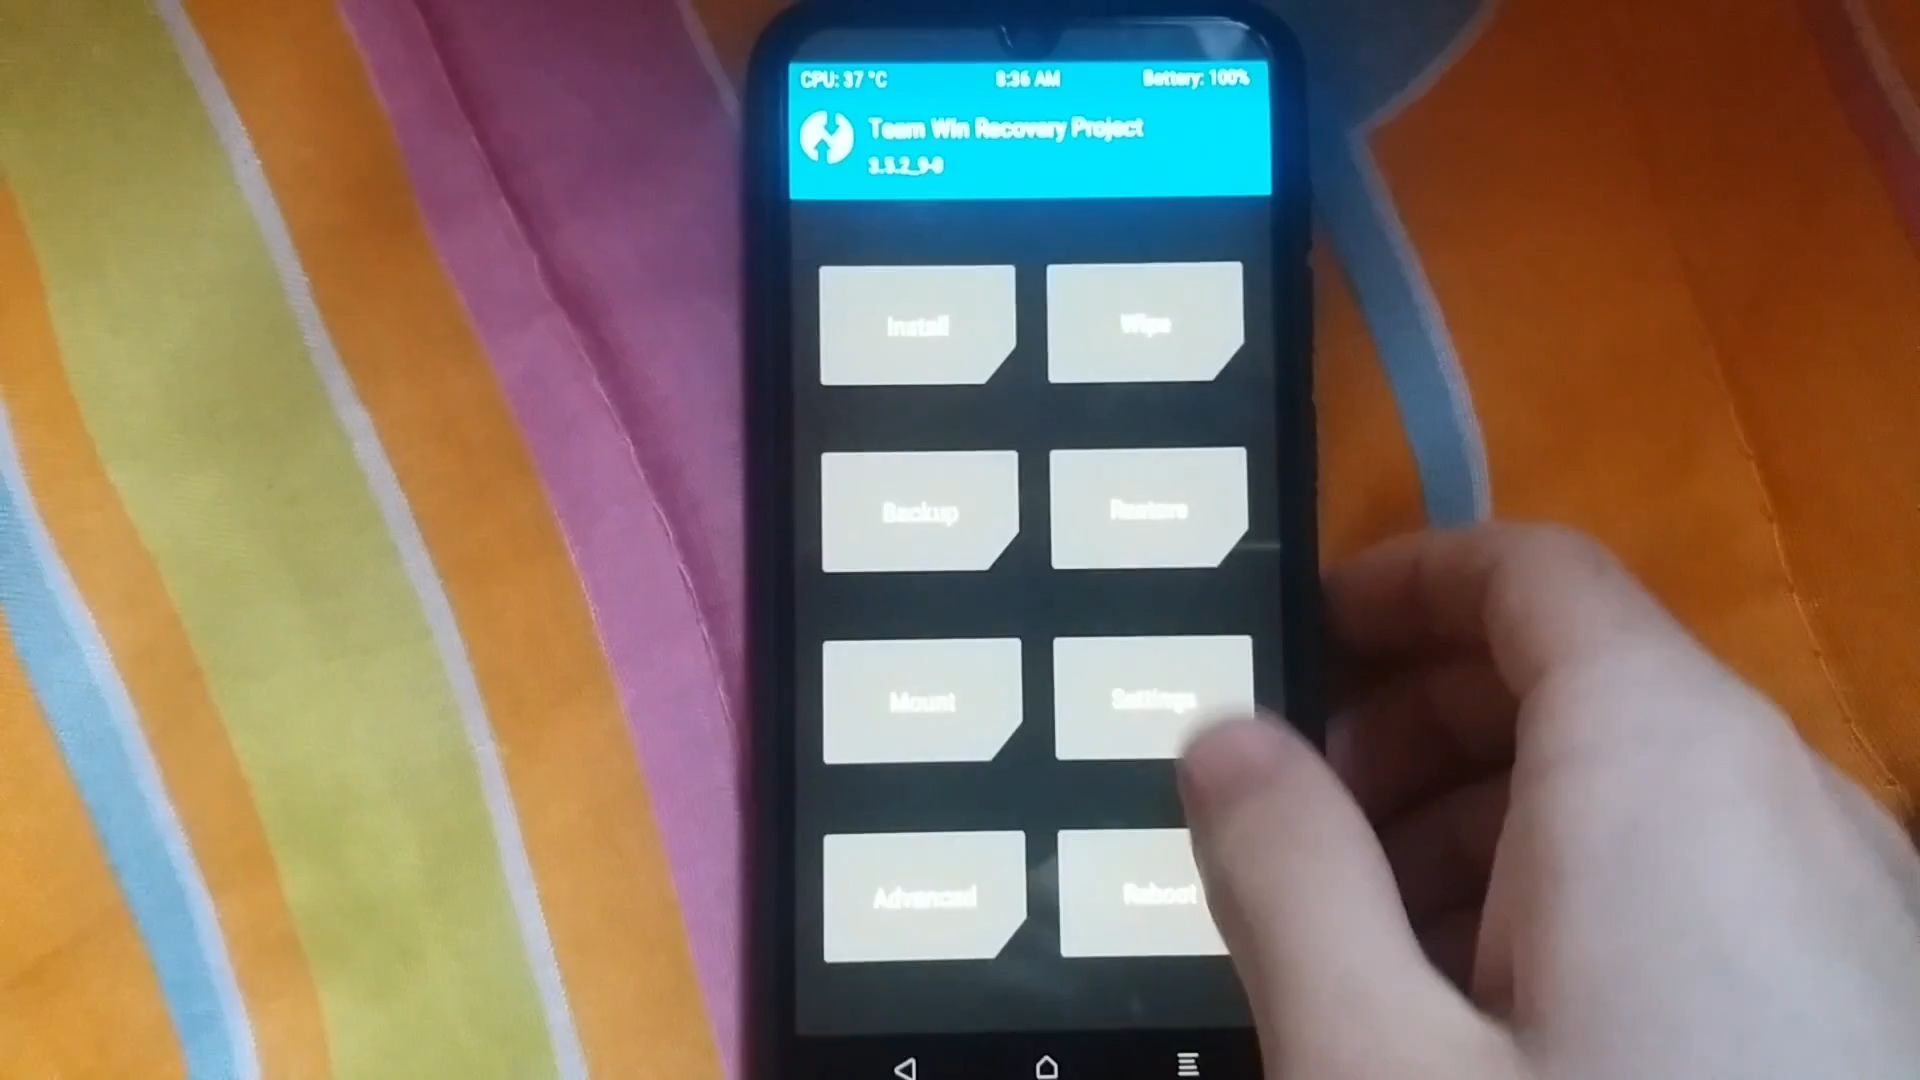 CPU: 37 °C 8:36 AM Battery: 100%
Team Win Recovery Project
3.5.2_9-0
Install Wipe
Backup Restore
Mount Settings
Advanced Reboot